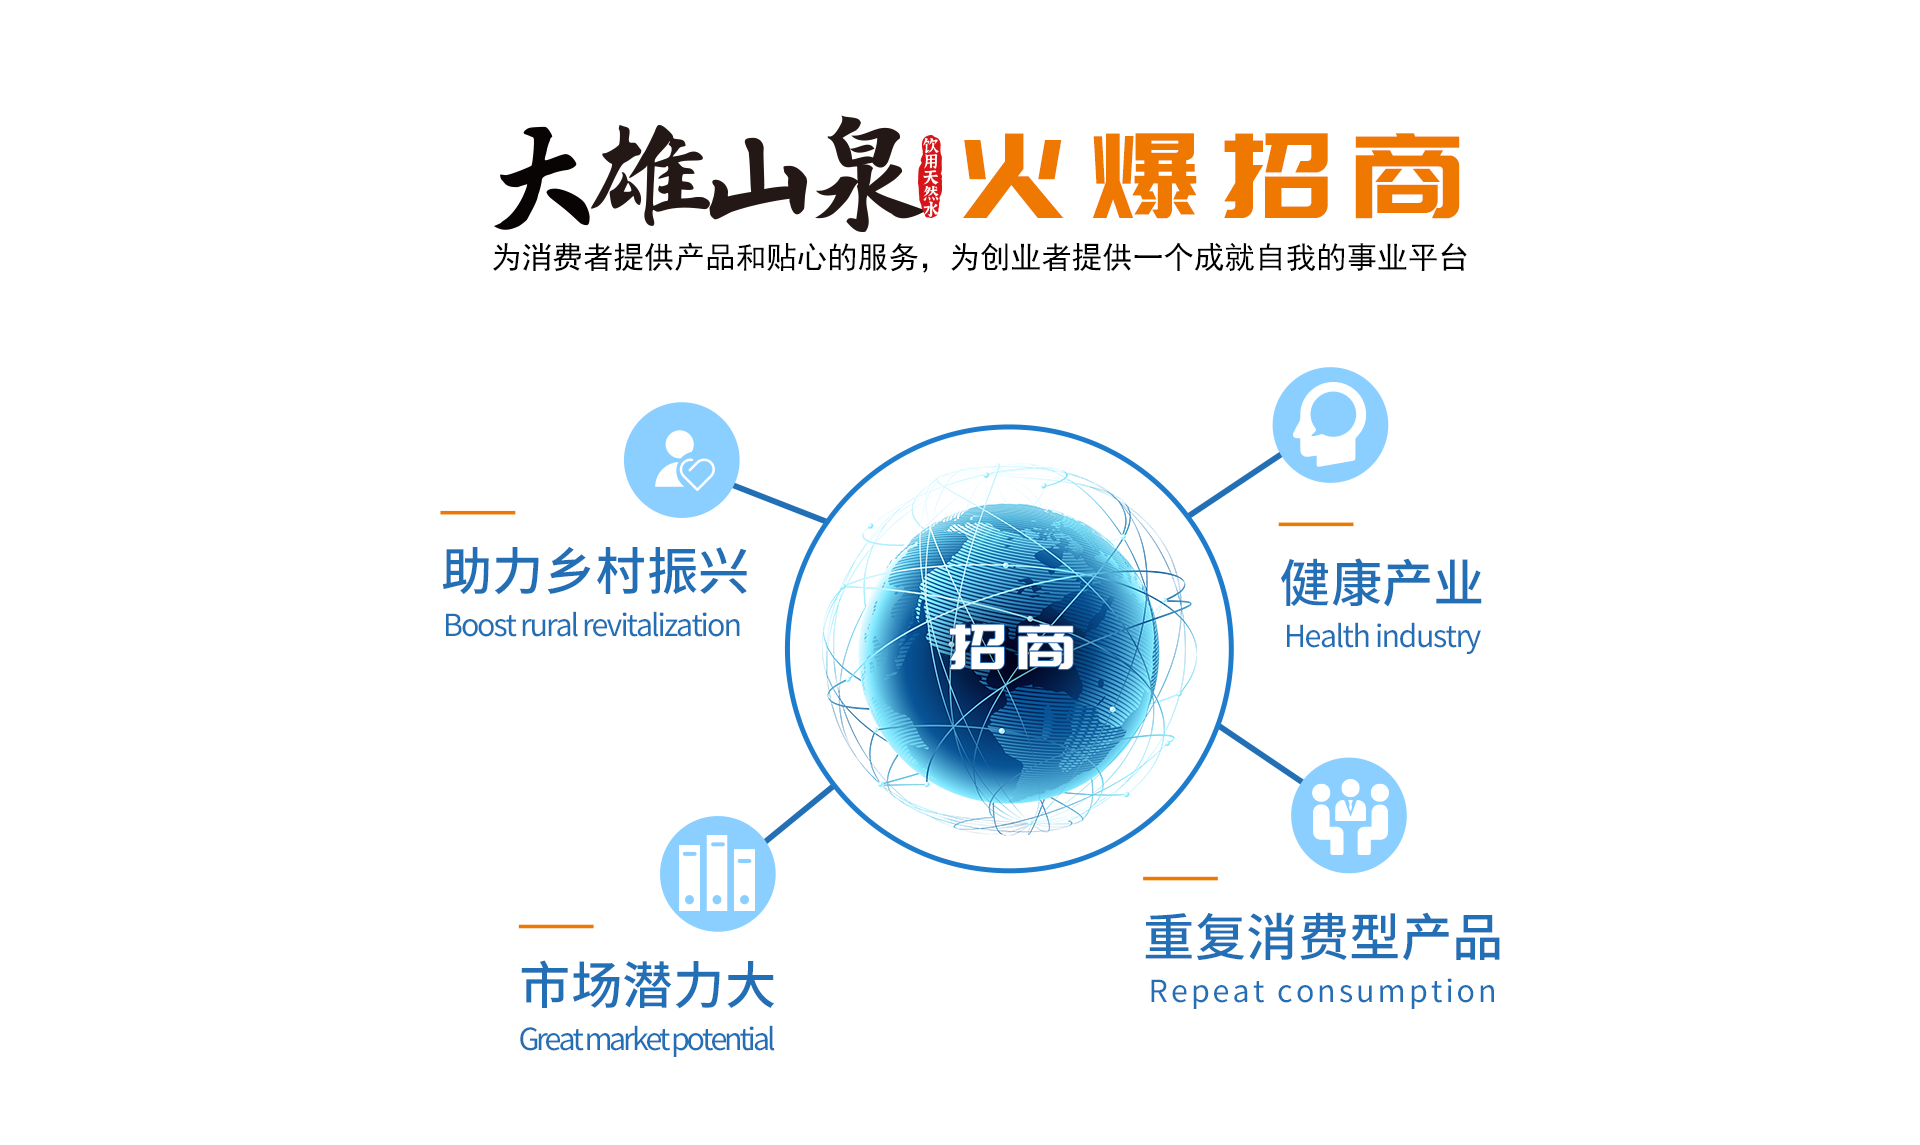 大雄山泉 饮用天然水 火爆招商
为消费者提供产品和贴心的服务，为创业者提供一个成就自我的事业平台
助力乡村振兴
Boost rural revitalization
健康产业
Health industry
招商
市场潜力大
Great market potential
重复消费型产品
Repeat consumption